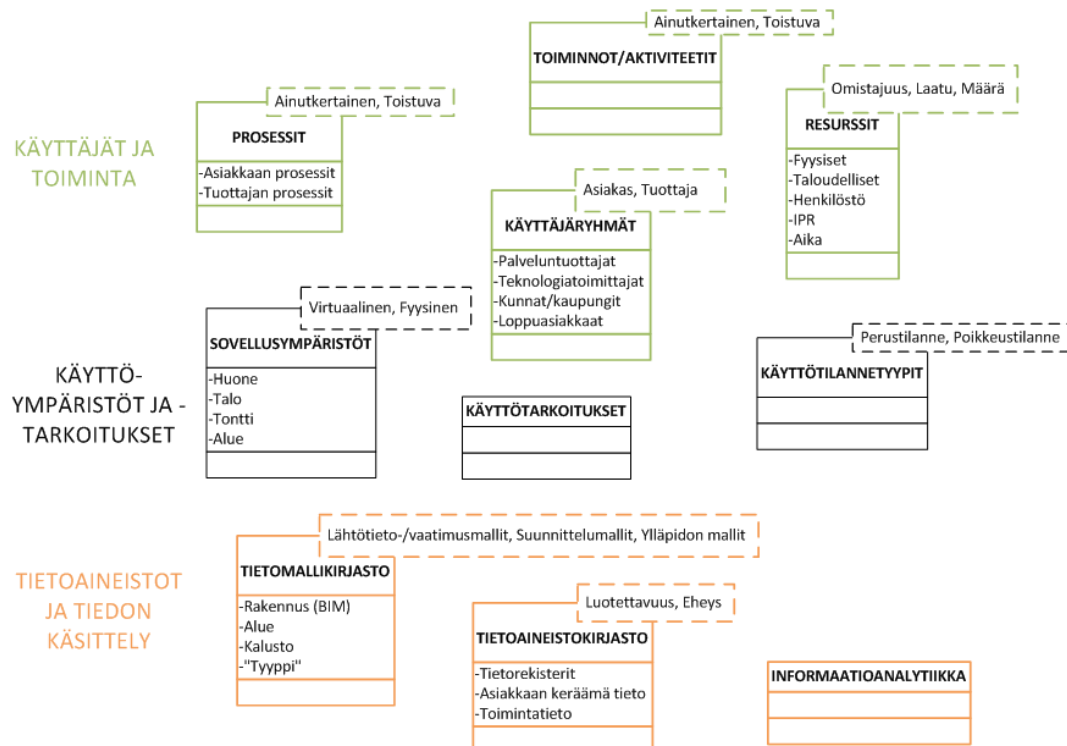 KÄYTTÄJÄT JA
TOIMINTA
Ainutkertainen, Toistuva
PROSESSIT
-Asiakkaan prosessit
-Tuottajan prosessit
Ainutkertainen, Toistuva
TOIMINNOT/AKTIVITEETIT
Asiakas, Tuottaja
KÄYTTÄJÄRYHMÄT
-Palveluntuottajat
-Teknologiatoimittajat
-Kunnat/kaupungit
-Loppuasiakkaat
Omistajuus, Laatu, Määrä
RESURSSIT
-Fyysiset
-Taloudelliset
-Henkilöstö
-IPR
-Aika
KÄYTTÖ-
YMPÄRISTÖT JA -
TARKOITUKSET
Virtuaalinen, Fyysinen
SOVELLUSYMPÄRISTÖT
-Huone
-Talo
-Tontti
-Alue
KÄYTTÖTARKOITUKSET
Perustilanne, Poikkeustilanne
KÄYTTÖTILANNETYYPIT
TIETOAINEISTOT
JA TIEDON
KÄSITTELY
Lähtötieto-/vaatimusmallit, Suunnittelumallit, Ylläpidon mallit
TIETOMALLIKIRJASTO
-Rakennus (BIM)
-Alue
-Kalusto
-"Tyyppi"
Luotettavuus, Eheys
TIETOAINEISTOKIRJASTO
-Tietorekisterit
-Asiakkaan keräämä tieto
-Toimintatieto
INFORMAATIOANALYTIIKKA